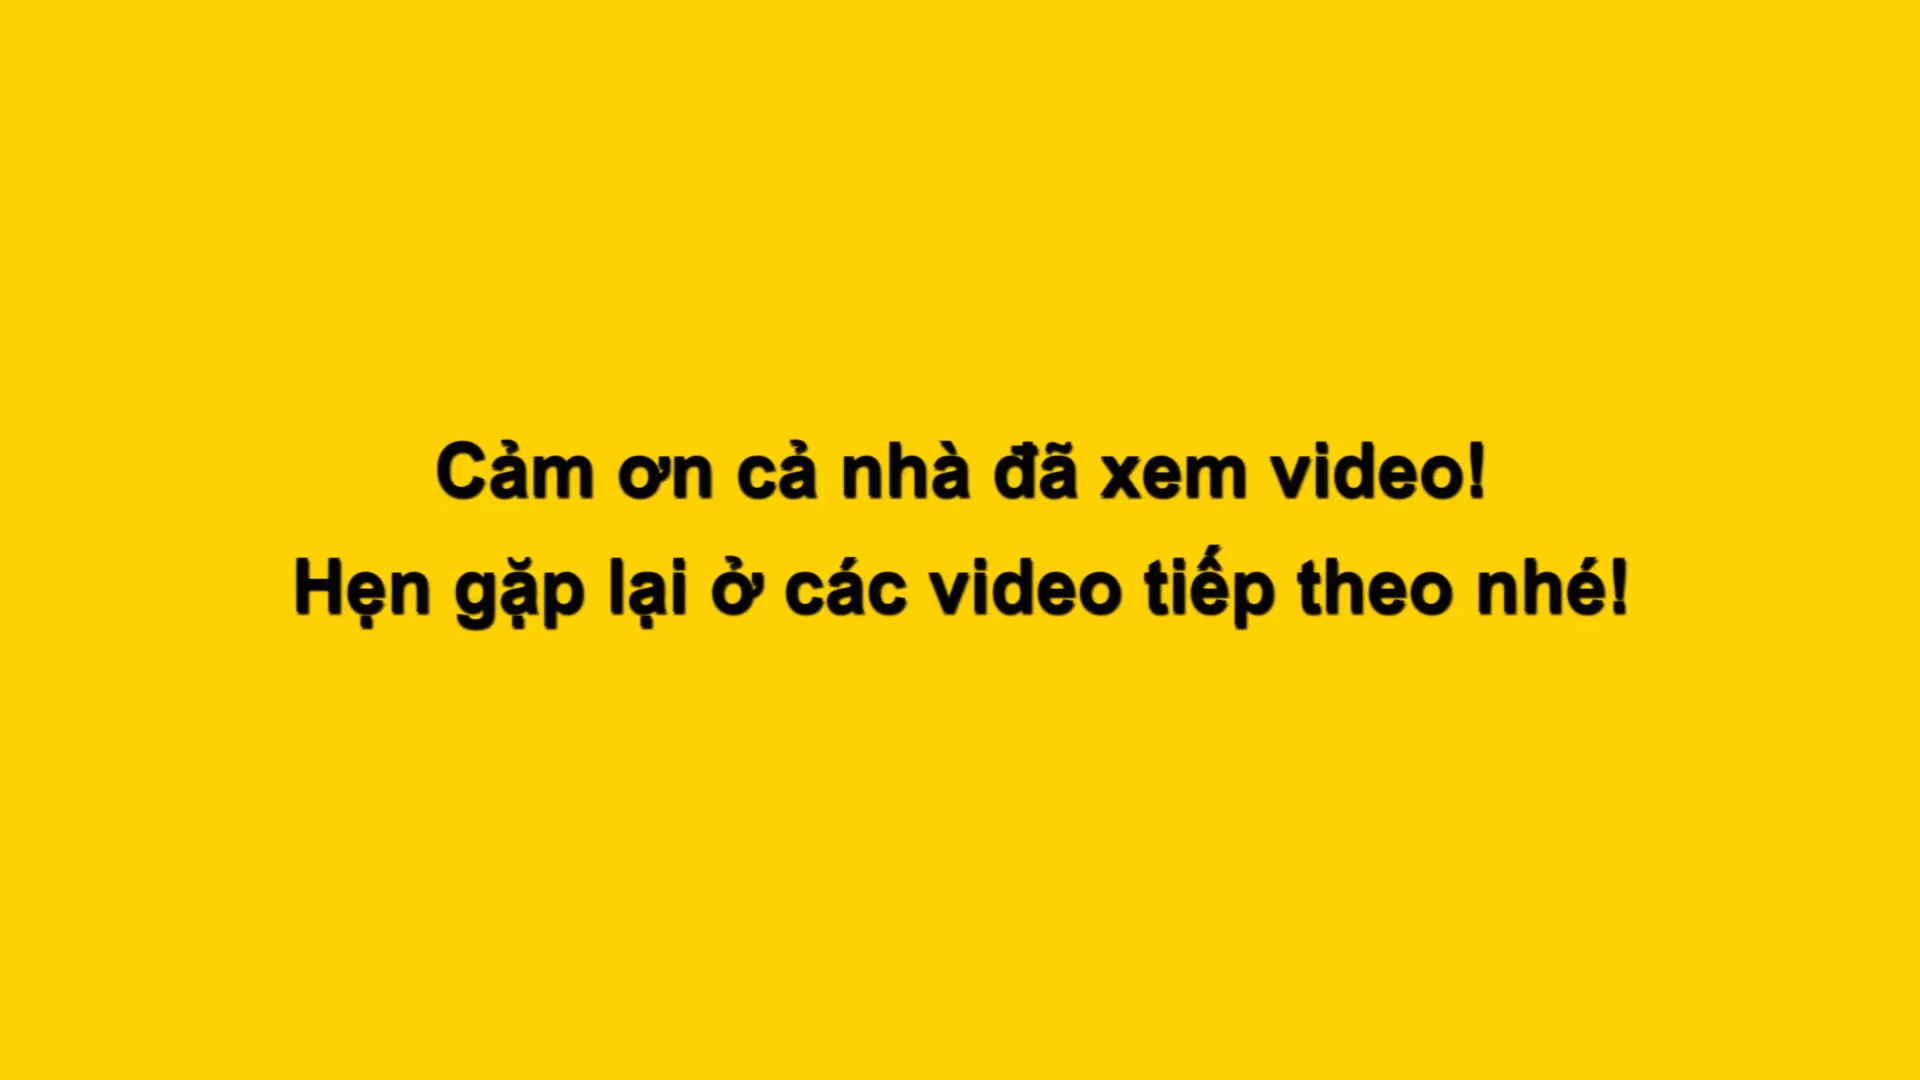 Cảm ơn cả nhà đã xem video!
Hẹn gặp lại ở các video tiếp theo nhé!